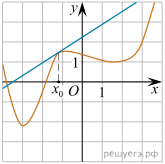 y
1
x₀ O 1 x
решуегэ.рф